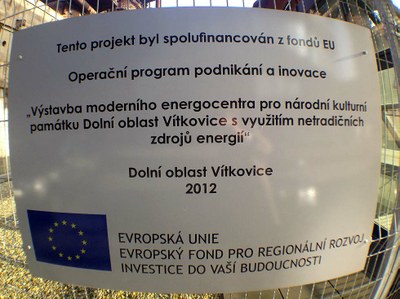 Tento projekt byl spolufinancován z fondů EU
Operační program podnikání a inovace
„Výstavba moderního energocentra pro národní kulturní
památku Dolní oblast Vítkovice s využitím netradičních
zdrojů energií“
Dolní oblast Vítkovice
2012
EVROPSKÁ UNIE
EVROPSKÝ FOND PRO REGIONÁLNÍ ROZVOJ
INVESTICE DO VAŠÍ BUDOUCNOSTI